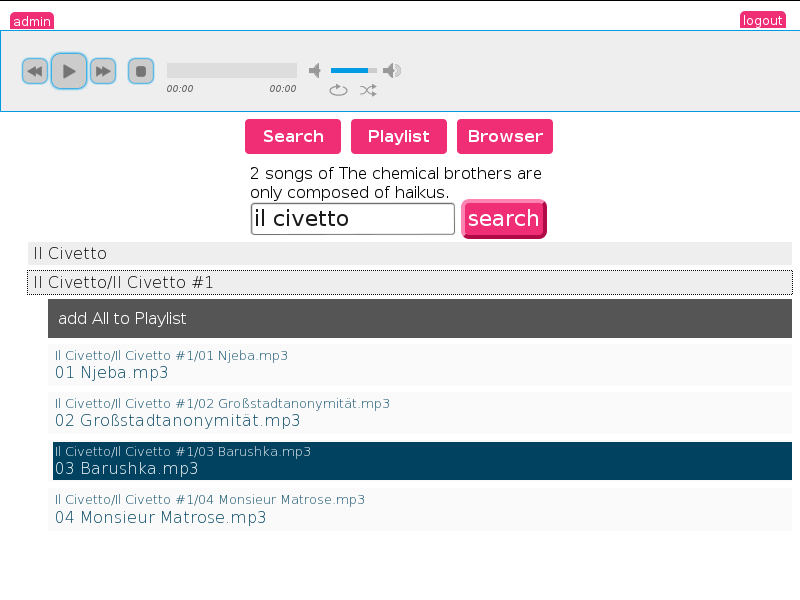 admin
logout
00:00
00:00
Search
Playlist
Browser
2 songs of The chemical brothers are
only composed of haikus.
il civetto
search
Il Civetto
Il Civetto/Il Civetto #1
add All to Playlist
Il Civetto/Il Civetto #1/01 Njeba.mp3
01 Njeba.mp3
Il Civetto/Il Civetto #1/02 Großstadtanonymität.mp3
02 Großstadtanonymität.mp3
Il Civetto/Il Civetto #1/03 Barushka.mp3
03 Barushka.mp3
Il Civetto/Il Civetto #1/04 Monsieur Matrose.mp3
04 Monsieur Matrose.mp3